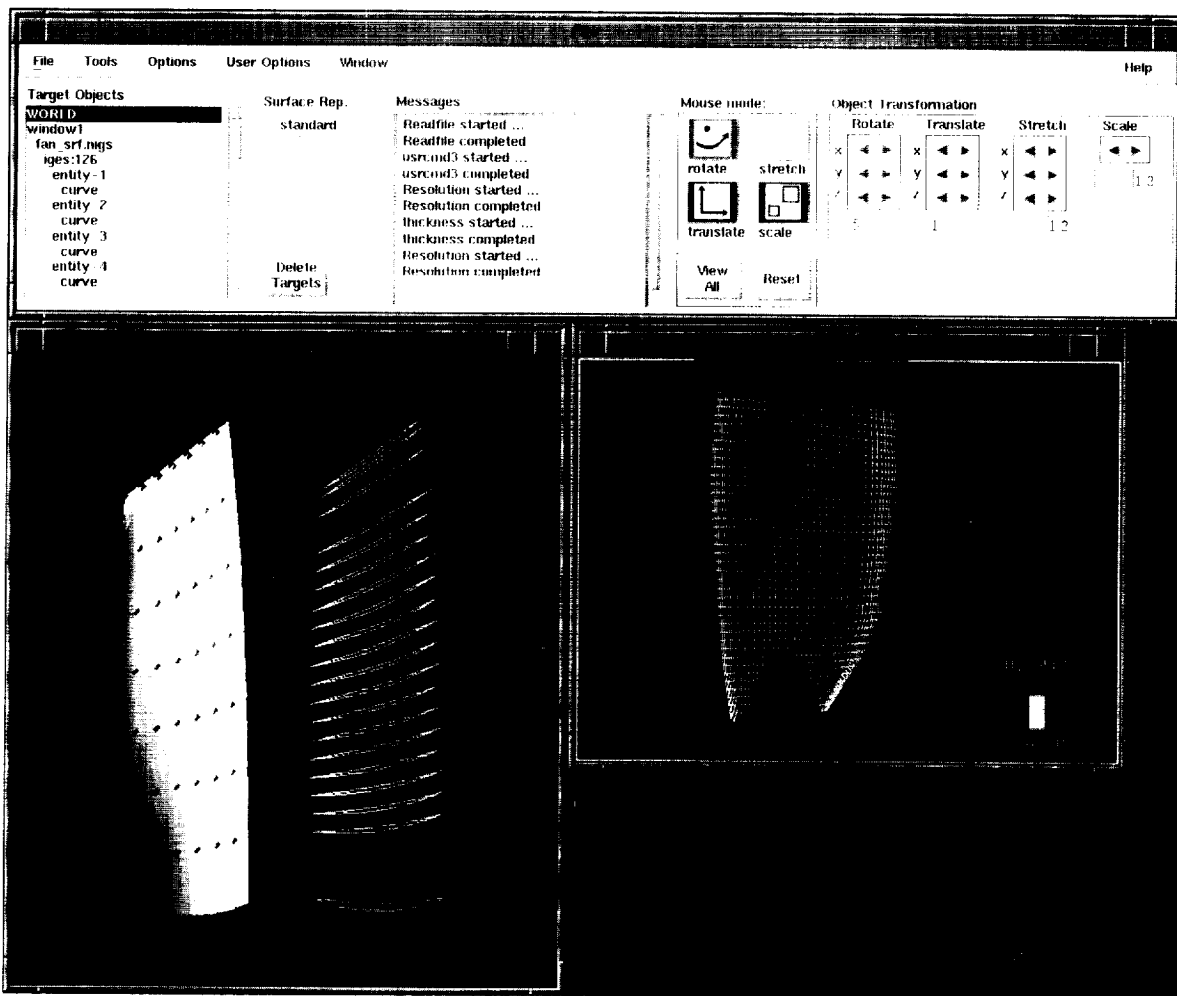 File Tools Options User Options Window Help
Target Objects
WORLD
window1
fan_srf.nigs
iges:126
entity-1
curve
entity 2
curve
entity 3
curve
entity-4
curve
Surface Rep.
standard
Delete
Targets
Messages
Readfile started ...
Readfile completed
usrcmd3 started ...
usrcmd3 completed
Resolution started ...
Resolution completed
thickness started ...
thickness completed
Resolution started ...
Resolution completed
Mouse mode:
rotate stretch
translate scale
View
All
Reset
Object Transformation
Rotate Translate Stretch Scale
x x x
y y y
z z z
5 1 1.2 1.2